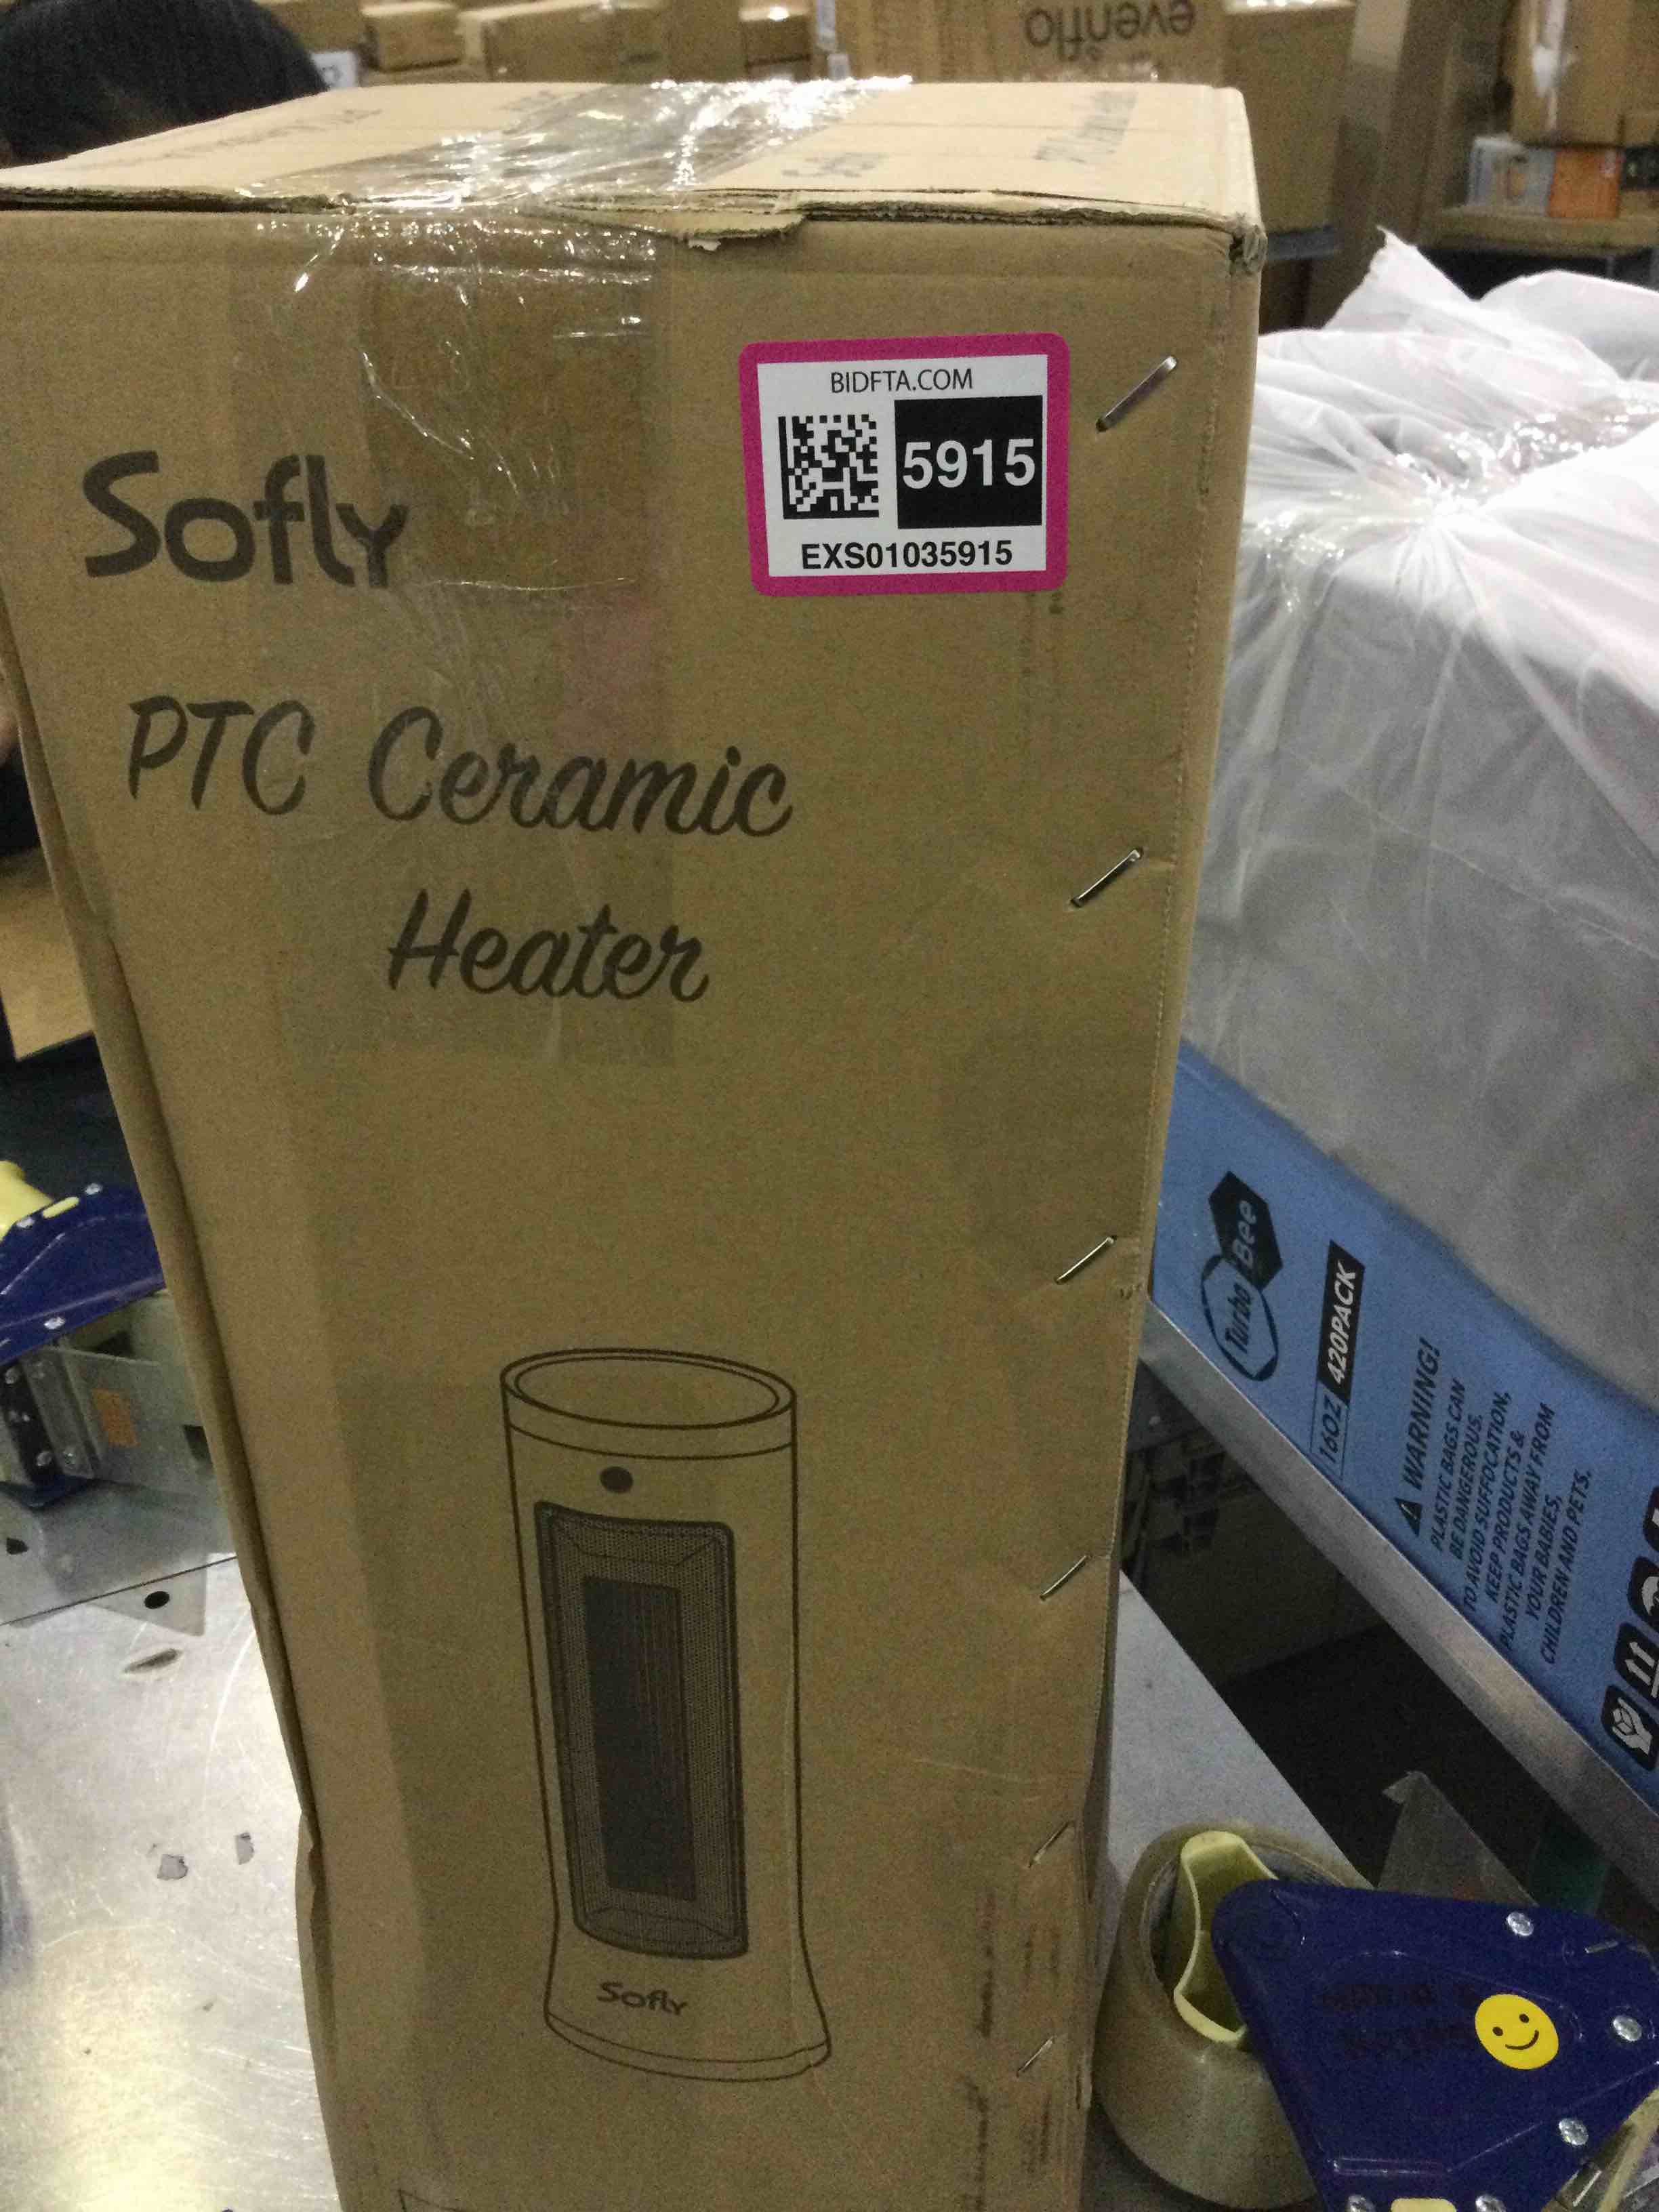 evenflo
BIDFTA.COM
5915
EXS01035915
Sofly
PTC Ceramic
Heater
Sofly
Turbo Bee
16OZ 420PACK
WARNING!
PLASTIC BAGS CAN
BE DANGEROUS.
TO AVOID SUFFOCATION,
KEEP PRODUCTS &
PLASTIC BAGS AWAY FROM
YOUR BABIES,
CHILDREN AND PETS.